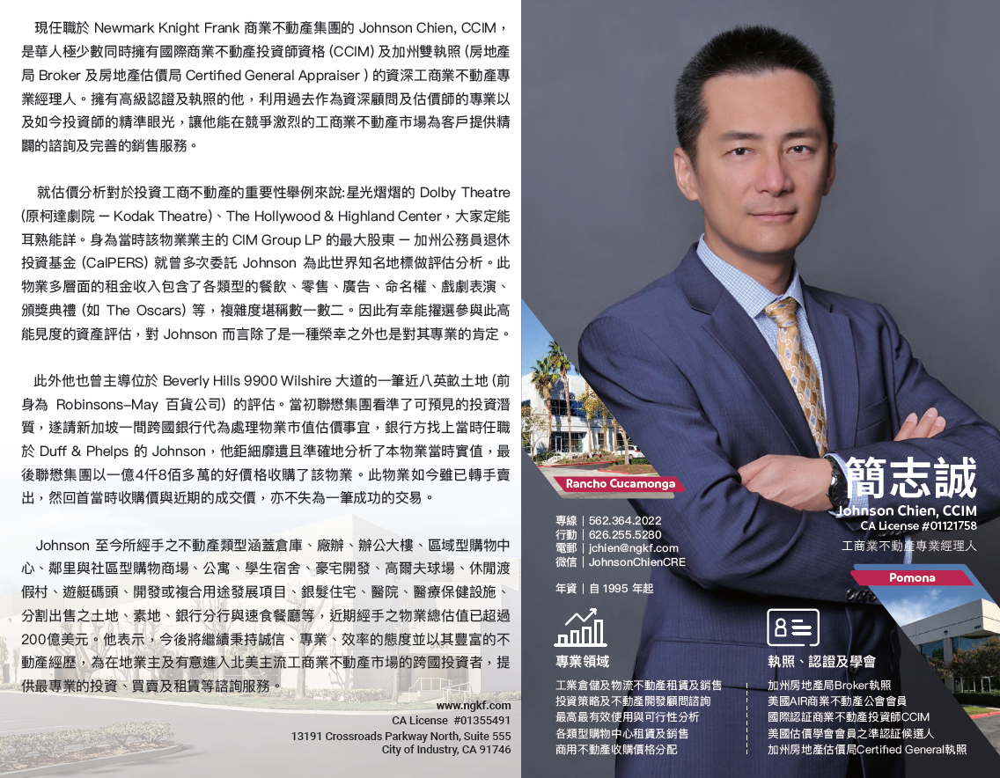 現任職於 Newmark Knight Frank 商業不動產集團的 Johnson Chien, CCIM，
是華人極少數同時擁有國際商業不動產投資師資格 (CCIM) 及加州雙執照 (房地產
局 Broker 及房地產估價局 Certified General Appraiser ) 的資深工商業不動產專
業經理人。擁有高級認證及執照的他，利用過去作為資深顧問及估價師的專業以
及如今投資師的精準眼光，讓他能在競爭激烈的工商業不動產市場為客戶提供精
闢的諮詢及完善的銷售服務。
就估價分析對於投資工商不動產的重要性舉例來說:星光熠熠的 Dolby Theatre
(原柯達劇院 — Kodak Theatre)、The Hollywood & Highland Center，大家定能
耳熟能詳。身為當時該物業業主的 CIM Group LP 的最大股東 — 加州公務員退休
投資基金 (CalPERS) 就曾多次委託 Johnson 為此世界知名地標做評估分析。此
物業多層面的租金收入包含了各類型的餐飲、零售、廣告、命名權、戲劇表演、
頒獎典禮 (如 The Oscars) 等，複雜度堪稱數一數二。因此有幸能擢選參與此高
能見度的資產評估，對 Johnson 而言除了是一種榮幸之外也是對其專業的肯定。
此外他也曾主導位於 Beverly Hills 9900 Wilshire 大道的一筆近八英畝土地 (前
身為 Robinsons–May 百貨公司) 的評估。當初聯懋集團看準了可預見的投資潛
質，遂請新加坡一間跨國銀行代為處理物業市值估價事宜，銀行方找上當時任職
於 Duff & Phelps 的 Johnson，他鉅細靡遺且準確地分析了本物業當時實值，最
後聯懋集團以一億4仟8佰多萬的好價格收購了該物業。此物業如今雖已轉手賣
出，然回首當時收購價與近期的成交價，亦不失為一筆成功的交易。
Johnson 至今所經手之不動產類型涵蓋倉庫、廠辦、辦公大樓、區域型購物中
心、鄰里與社區型購物商場、公寓、學生宿舍、豪宅開發、高爾夫球場、休閒渡
假村、遊艇碼頭、開發或複合用途發展項目、銀髮住宅、醫院、醫療保健設施、
分割出售之土地、素地、銀行分行與速食餐廳等，近期經手之物業總估值已超過
200億美元。他表示，今後將繼續秉持誠信、專業、效率的態度並以其豐富的不
動產經歷，為在地業主及有意進入北美主流工商業不動產市場的跨國投資者，提
供最專業的投資、買賣及租賃等諮詢服務。
www.ngkf.com
CA License #01355491
13191 Crossroads Parkway North, Suite 555
City of Industry, CA 91746
Rancho Cucamonga
簡志誠
Johnson Chien, CCIM
CA License #01121758
工商業不動產專業經理人
Pomona
專線 | 562.364.2022
行動 | 626.255.5280
電郵 | jchien@ngkf.com
微信 | JohnsonChienCRE
年資 | 自 1995 年起
專業領域
工業倉儲及物流不動產租賃及銷售
投資策略及不動產開發顧問諮詢
最高最有效使用與可行性分析
各類型購物中心租賃及銷售
商用不動產收購價格分配
執照、認證及學會
加州房地產局Broker執照
美國AIR商業不動產公會會員
國際認証商業不動產投資師CCIM
美國估價學會會員之準認証候選人
加州房地產估價局Certified General執照